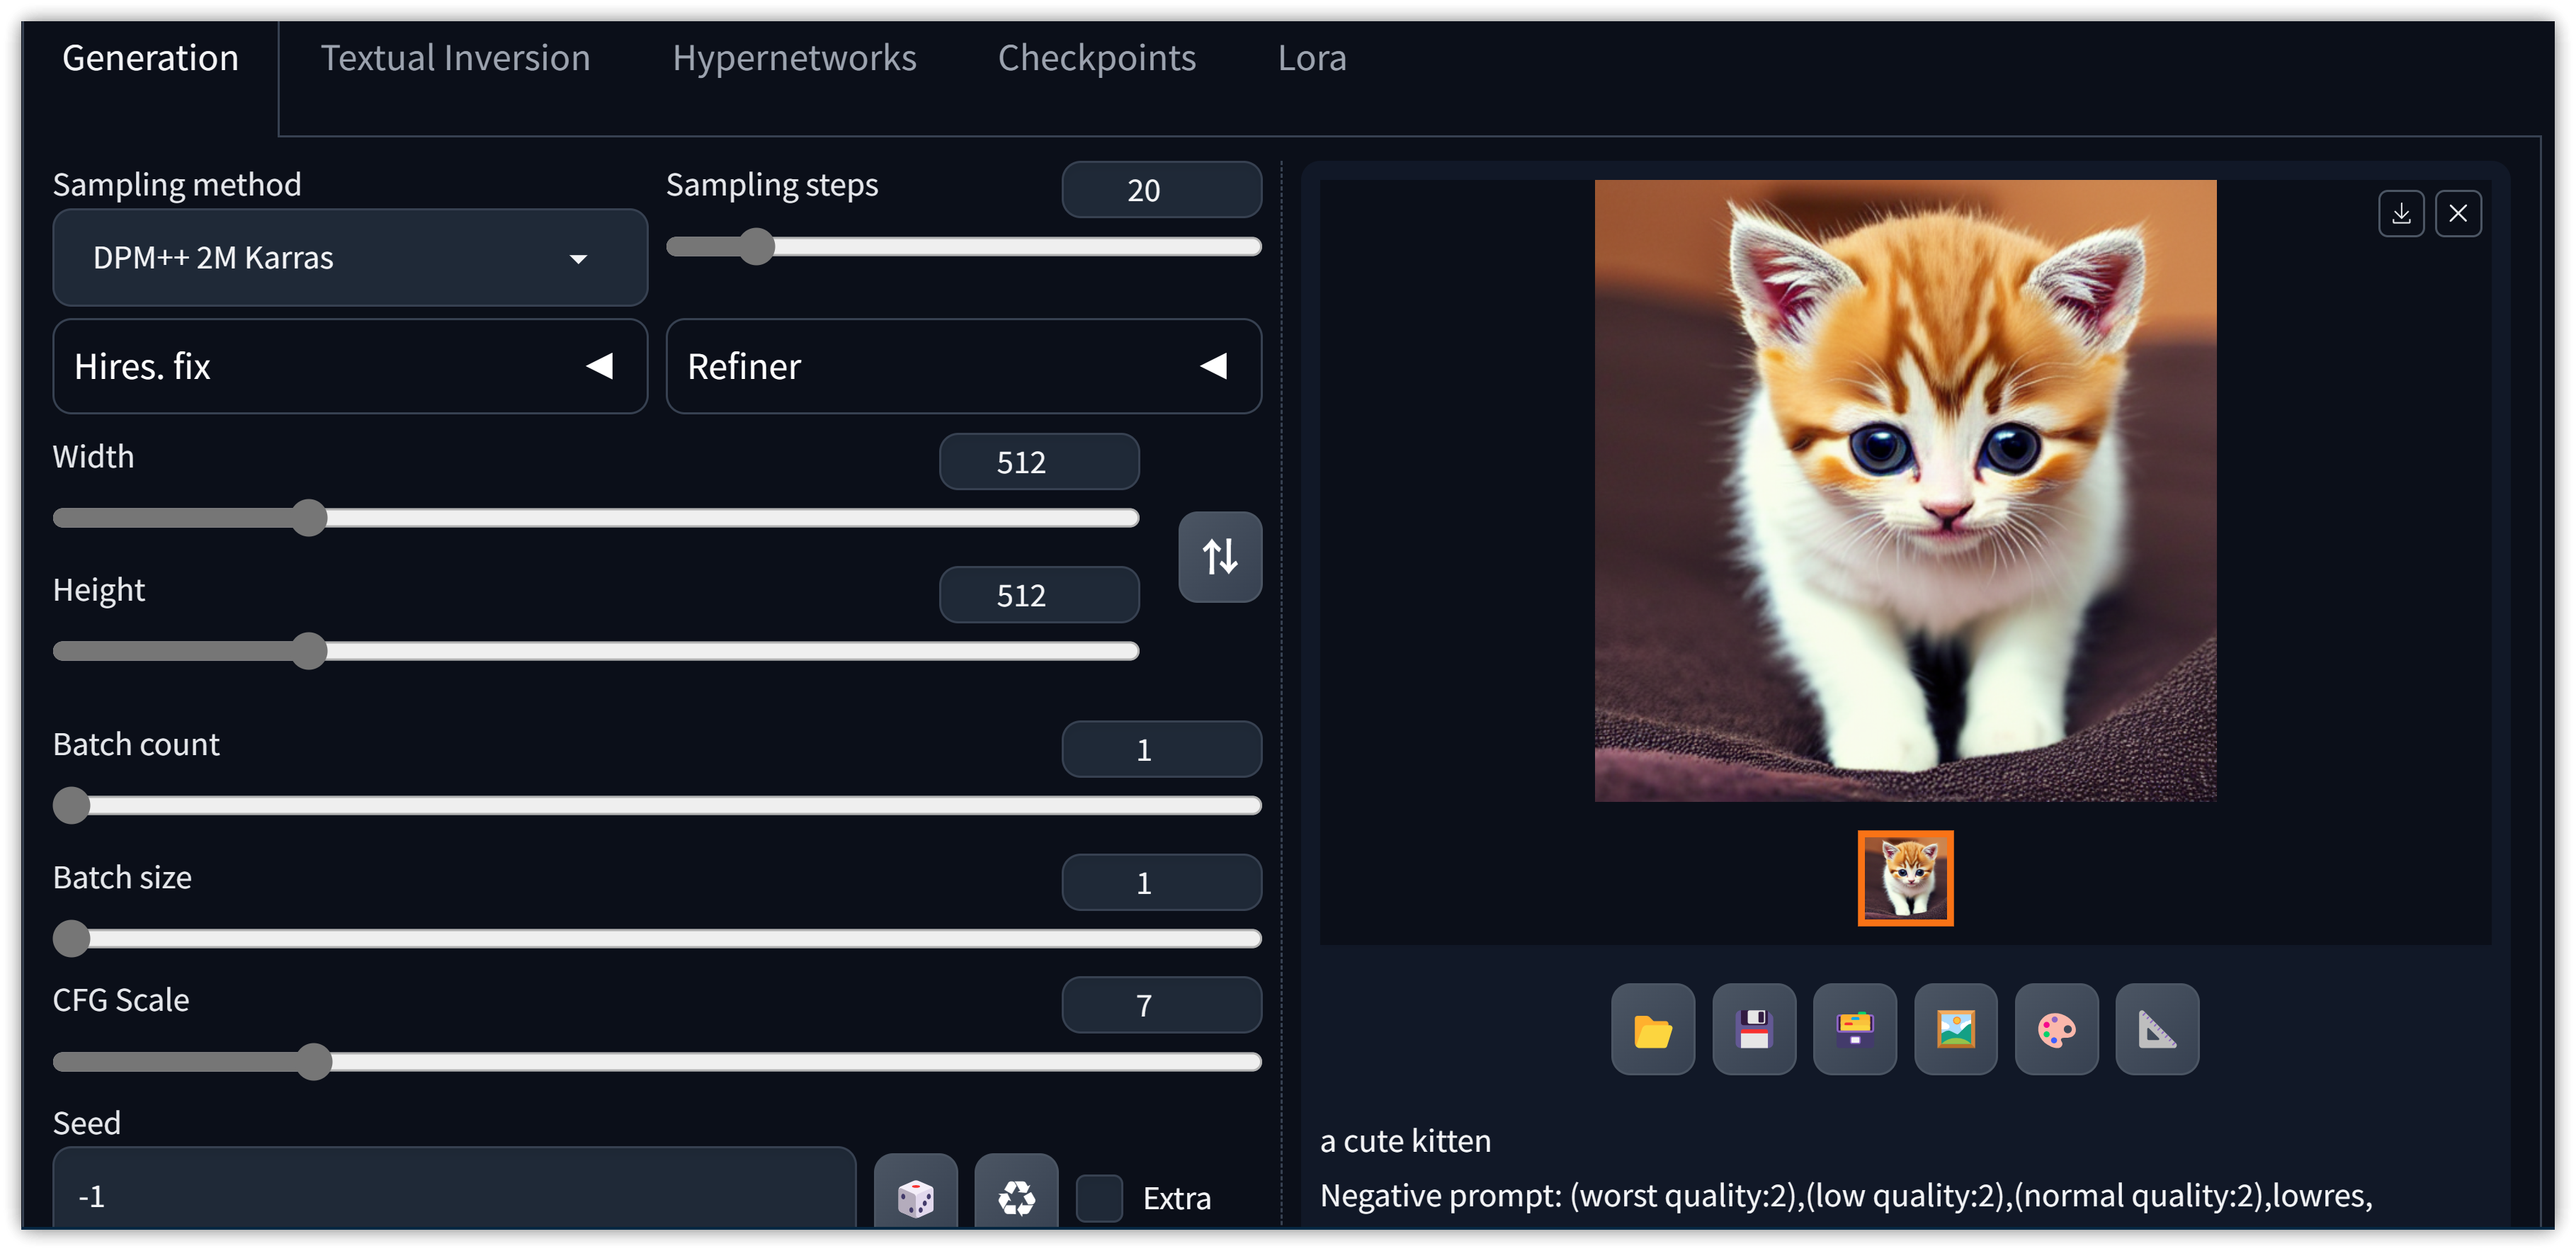 Generation Textual Inversion Hypernetworks Checkpoints Lora
Sampling method
DPM++ 2M Karras
Sampling steps 20
Hires. fix
Refiner
Width 512
Height 512
Batch count 1
Batch size 1
CFG Scale 7
Seed
-1
Extra
a cute kitten
Negative prompt: (worst quality:2),(low quality:2),(normal quality:2),lowres,